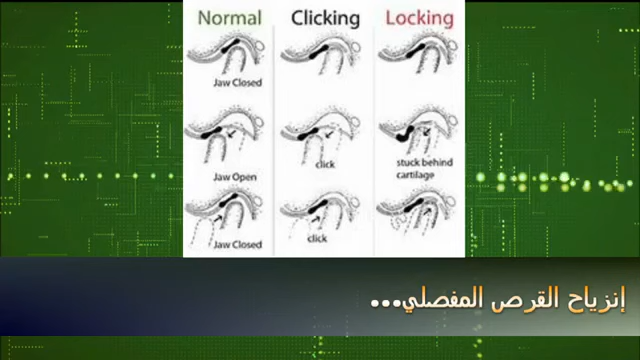 Normal Clicking Locking
Jaw Closed
Jaw Open click stuck behind
cartilage
Jaw Closed click
إنزياح القرص المفصلي...